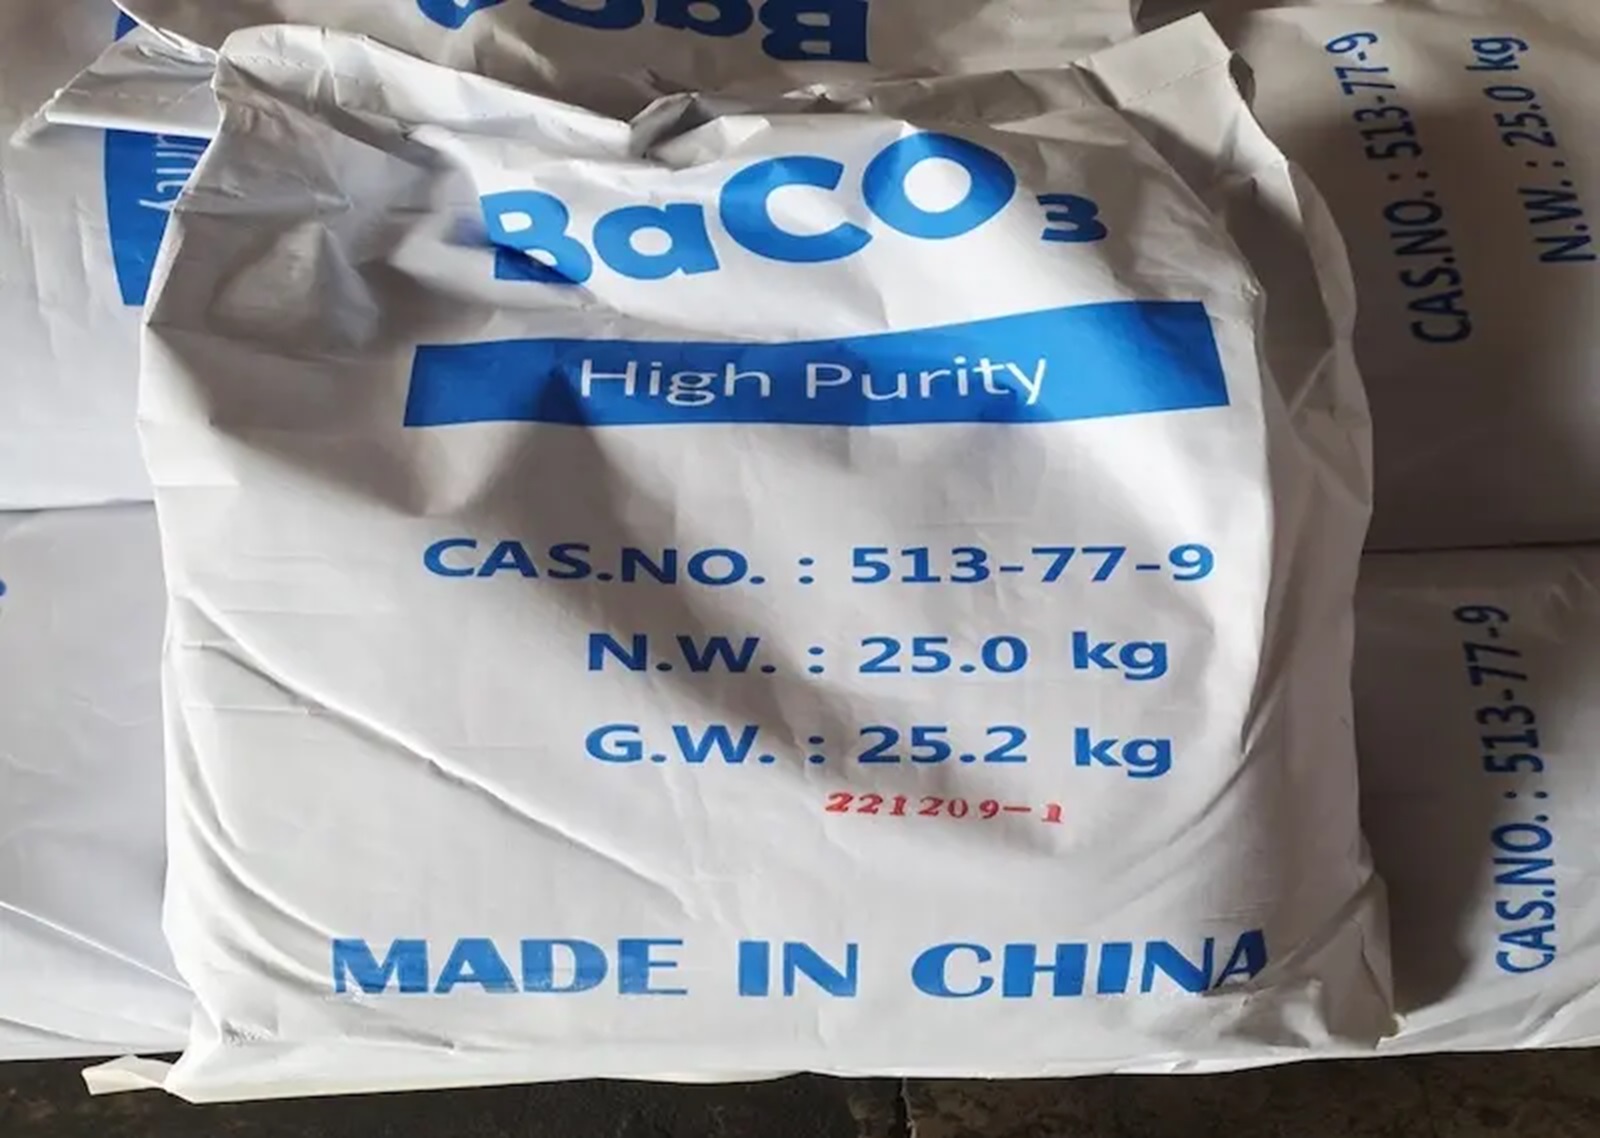 BaCO3
High Purity
CAS.NO. : 513-77-9
N.W. : 25.0 kg
G.W. : 25.2 kg
221209-1
MADE IN CHINA
CAS.NO. : 513-77-9
N.W. : 25.0 kg
CAS.NO. : 513-77-9